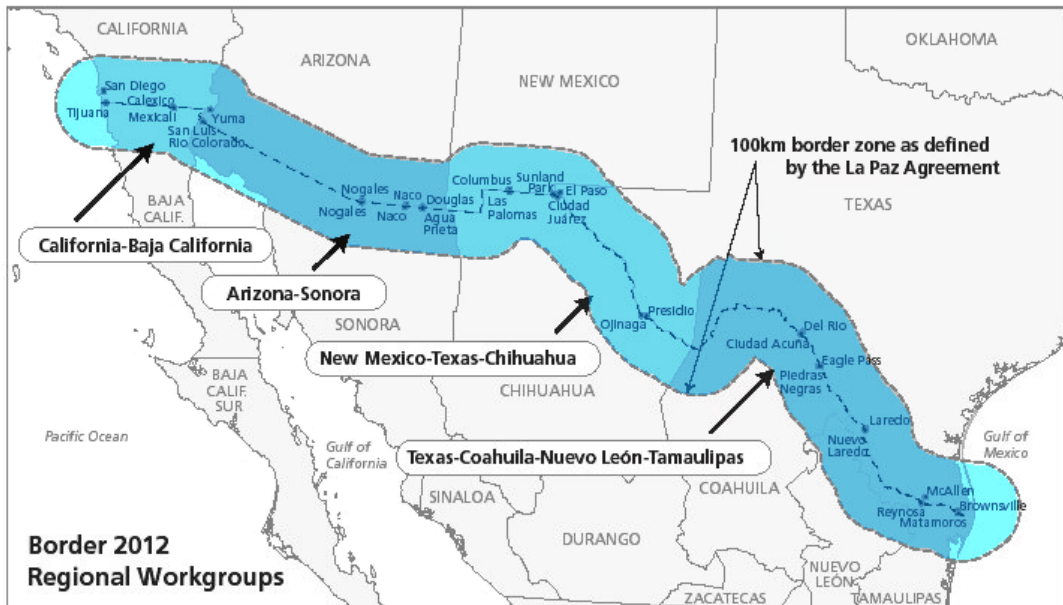 CALIFORNIA
OKLAHOMA
ARIZONA
NEW MEXICO
San Diego
Tijuana
Calexico
Mexicali
Yuma
San Luis
Rio Colorado
100km border zone as defined
by the La Paz Agreement
TEXAS
Nogales
Nogales
Naco
Naco
Douglas
Agua
Prieta
Columbus
Las
Palomas
Sunland
Park
El Paso
Ciudad
Juárez
BAJA
CALIF.
California-Baja California
Arizona-Sonora
SONORA
Ojinaga
Presidio
New Mexico-Texas-Chihuahua
CHIHUAHUA
Del Rio
Ciudad Acuña
Eagle Pass
Piedras
Negras
BAJA
CALIF.
SUR
Pacific Ocean
Gulf of
California
Texas-Coahuila-Nuevo León-Tamaulipas
Laredo
Nuevo
Laredo
Gulf of
Mexico
SINALOA
COAHUILA
McAllen
Reynosa
Brownsville
Matamoros
DURANGO
Border 2012
Regional Workgroups
NUEVO
LEÓN
ZACATECAS
TAMAULIPAS